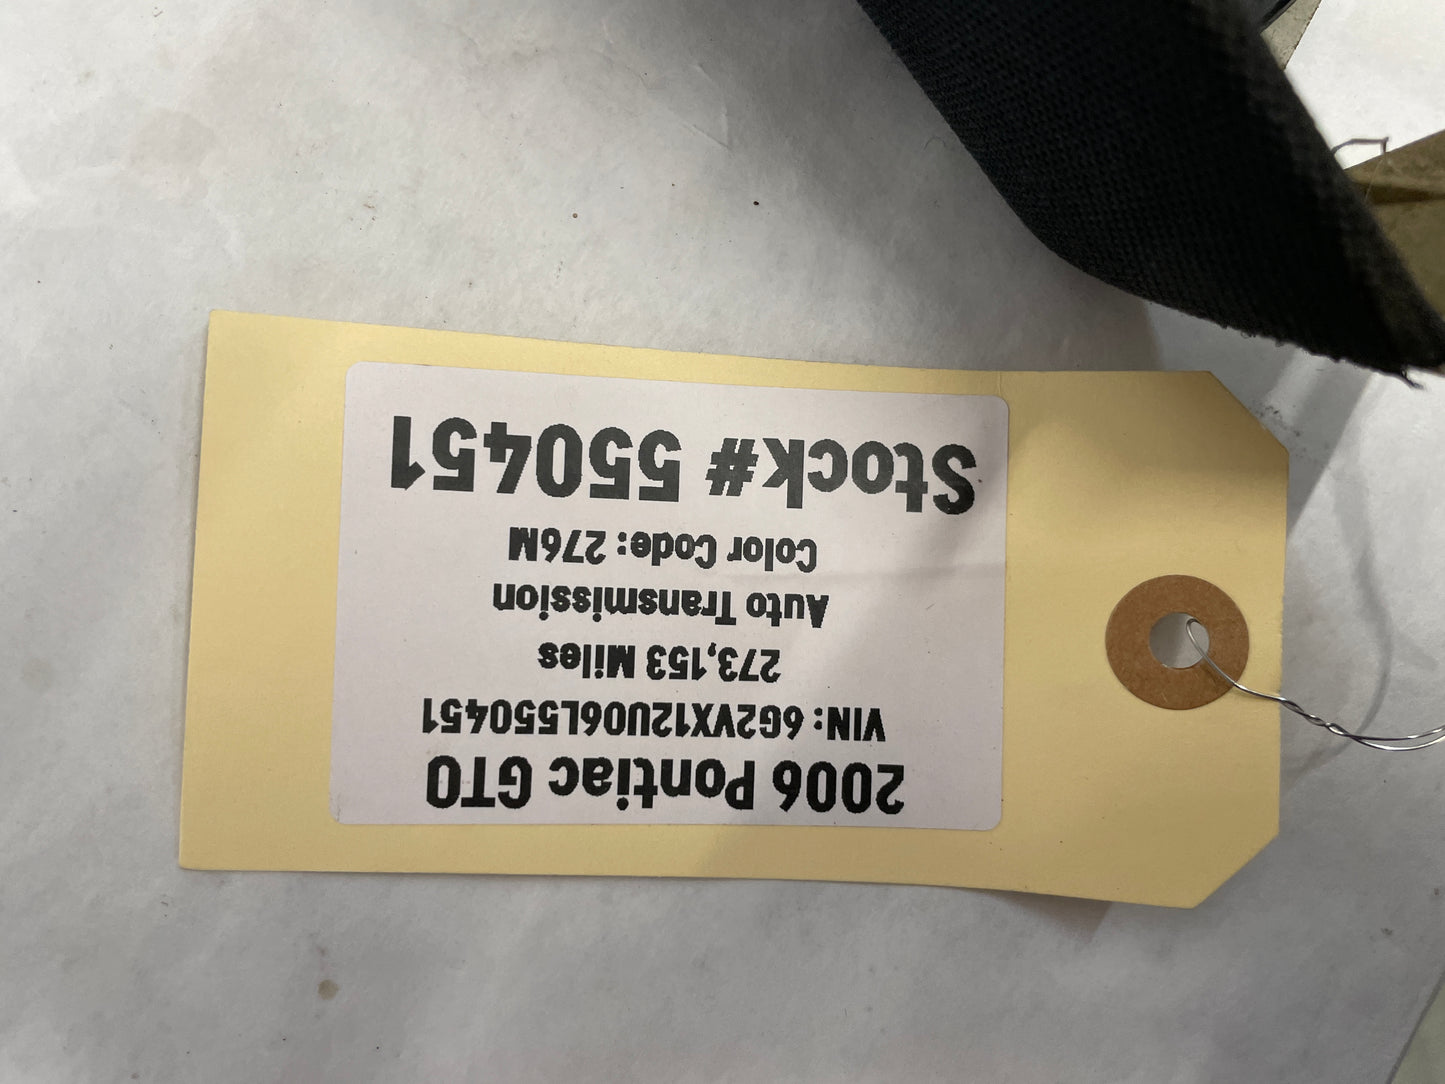 2006 Pontiac GTO
VIN: 6G2VX12U06L550451
273,153 Miles
Auto Transmission
Color Code: 276M
Stock# 550451